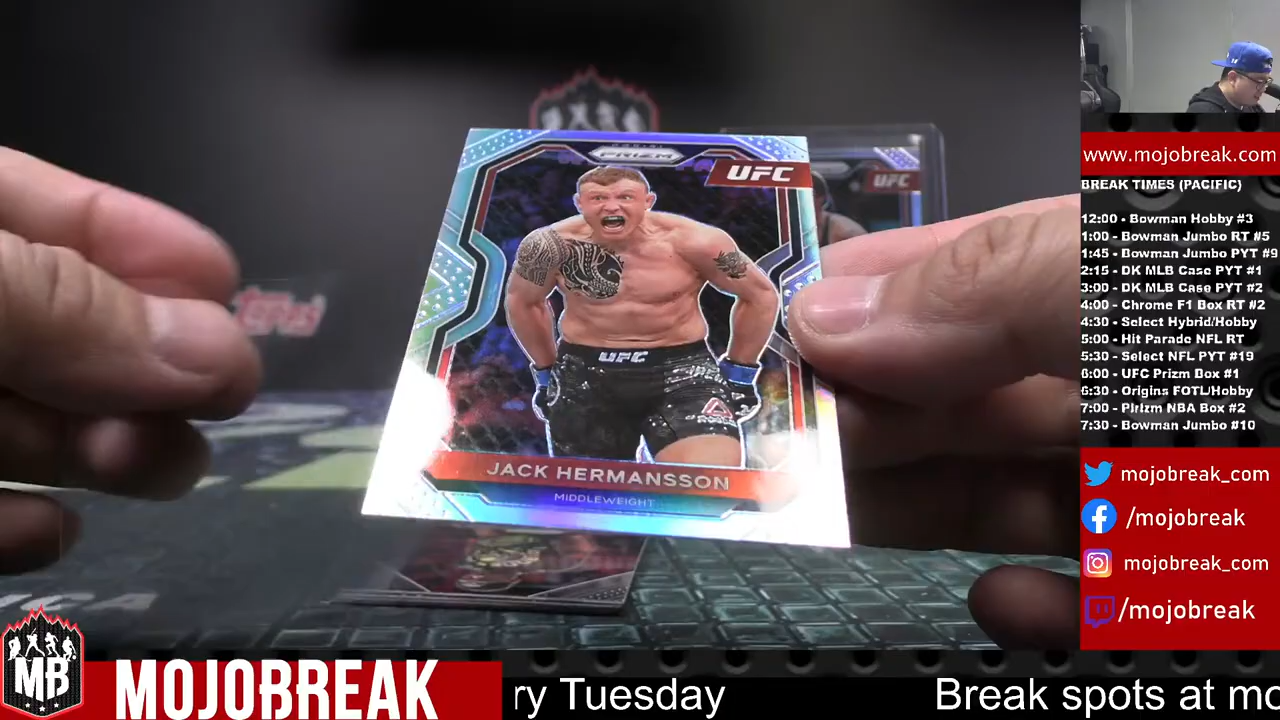 PANINI
PRIZM
UFC
UFC
UFC
JACK HERMANSSON
MIDDLEWEIGHT
topps
MB
MOJOBREAK
ry Tuesday
Break spots at mo
www.mojobreak.com
BREAK TIMES (PACIFIC)
12:00 - Bowman Hobby #3
1:00 - Bowman Jumbo RT #5
1:45 - Bowman Jumbo PYT #9
2:15 - DK MLB Case PYT #1
3:00 - DK MLB Case PYT #2
4:00 - Chrome F1 Box RT #2
4:30 - Select Hybrid/Hobby
5:00 - Hit Parade NFL RT
5:30 - Select NFL PYT #19
6:00 - UFC Prizm Box #1
6:30 - Origins FOTL/Hobby
7:00 - Pirizm NBA Box #2
7:30 - Bowman Jumbo #10
mojobreak_com
/mojobreak
mojobreak_com
/mojobreak